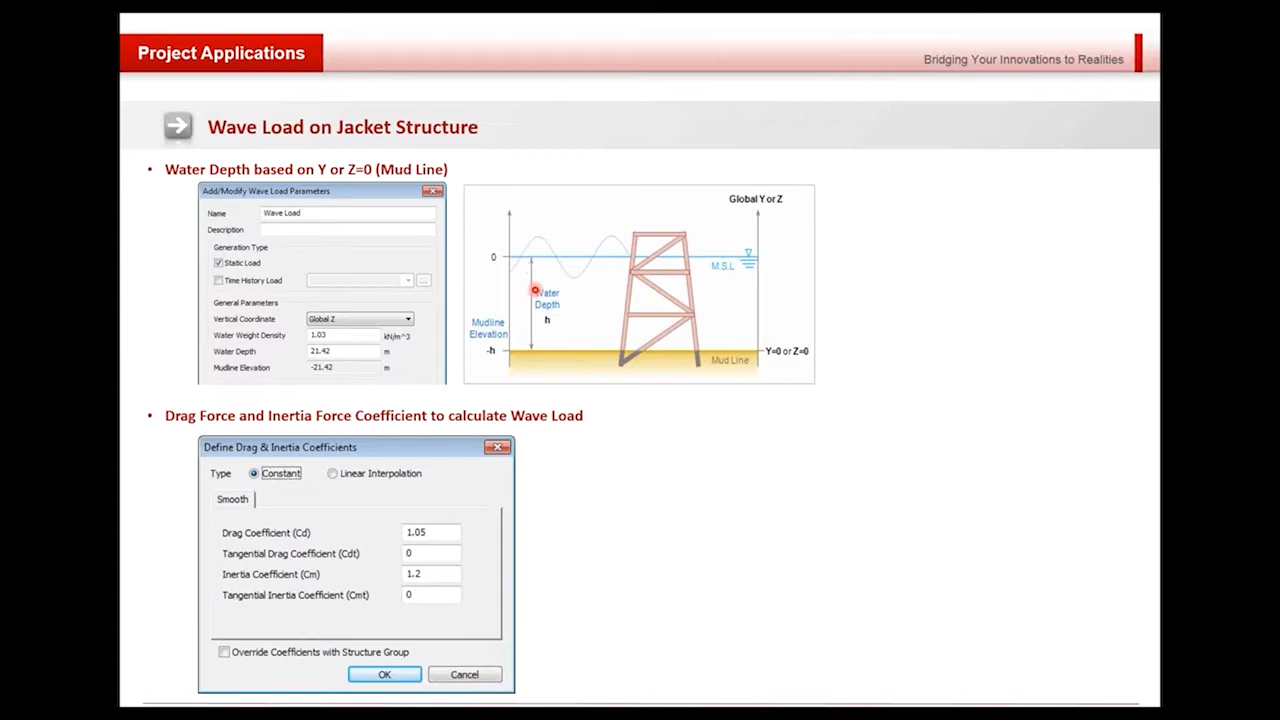 Project Applications
Bridging Your Innovations to Realities
Wave Load on Jacket Structure
• Water Depth based on Y or Z=0 (Mud Line)
Add/Modify Wave Load Parameters
Name Wave Load
Description
Generation Type
Static Load
Time History Load ...
General Parameters
Vertical Coordinate Global Z
Water Weight Density 1.03 kN/m^3
Water Depth 21.42 m
Mudline Elevation -21.42 m
Global Y or Z
0
M.S.L
Water
Depth
h
Mudline
Elevation
-h
Y=0 or Z=0
Mud Line
• Drag Force and Inertia Force Coefficient to calculate Wave Load
Define Drag & Inertia Coefficients
Type Constant Linear Interpolation
Smooth
Drag Coefficient (Cd) 1.05
Tangential Drag Coefficient (Cdt) 0
Inertia Coefficient (Cm) 1.2
Tangential Inertia Coefficient (Cmt) 0
Override Coefficients with Structure Group
OK Cancel